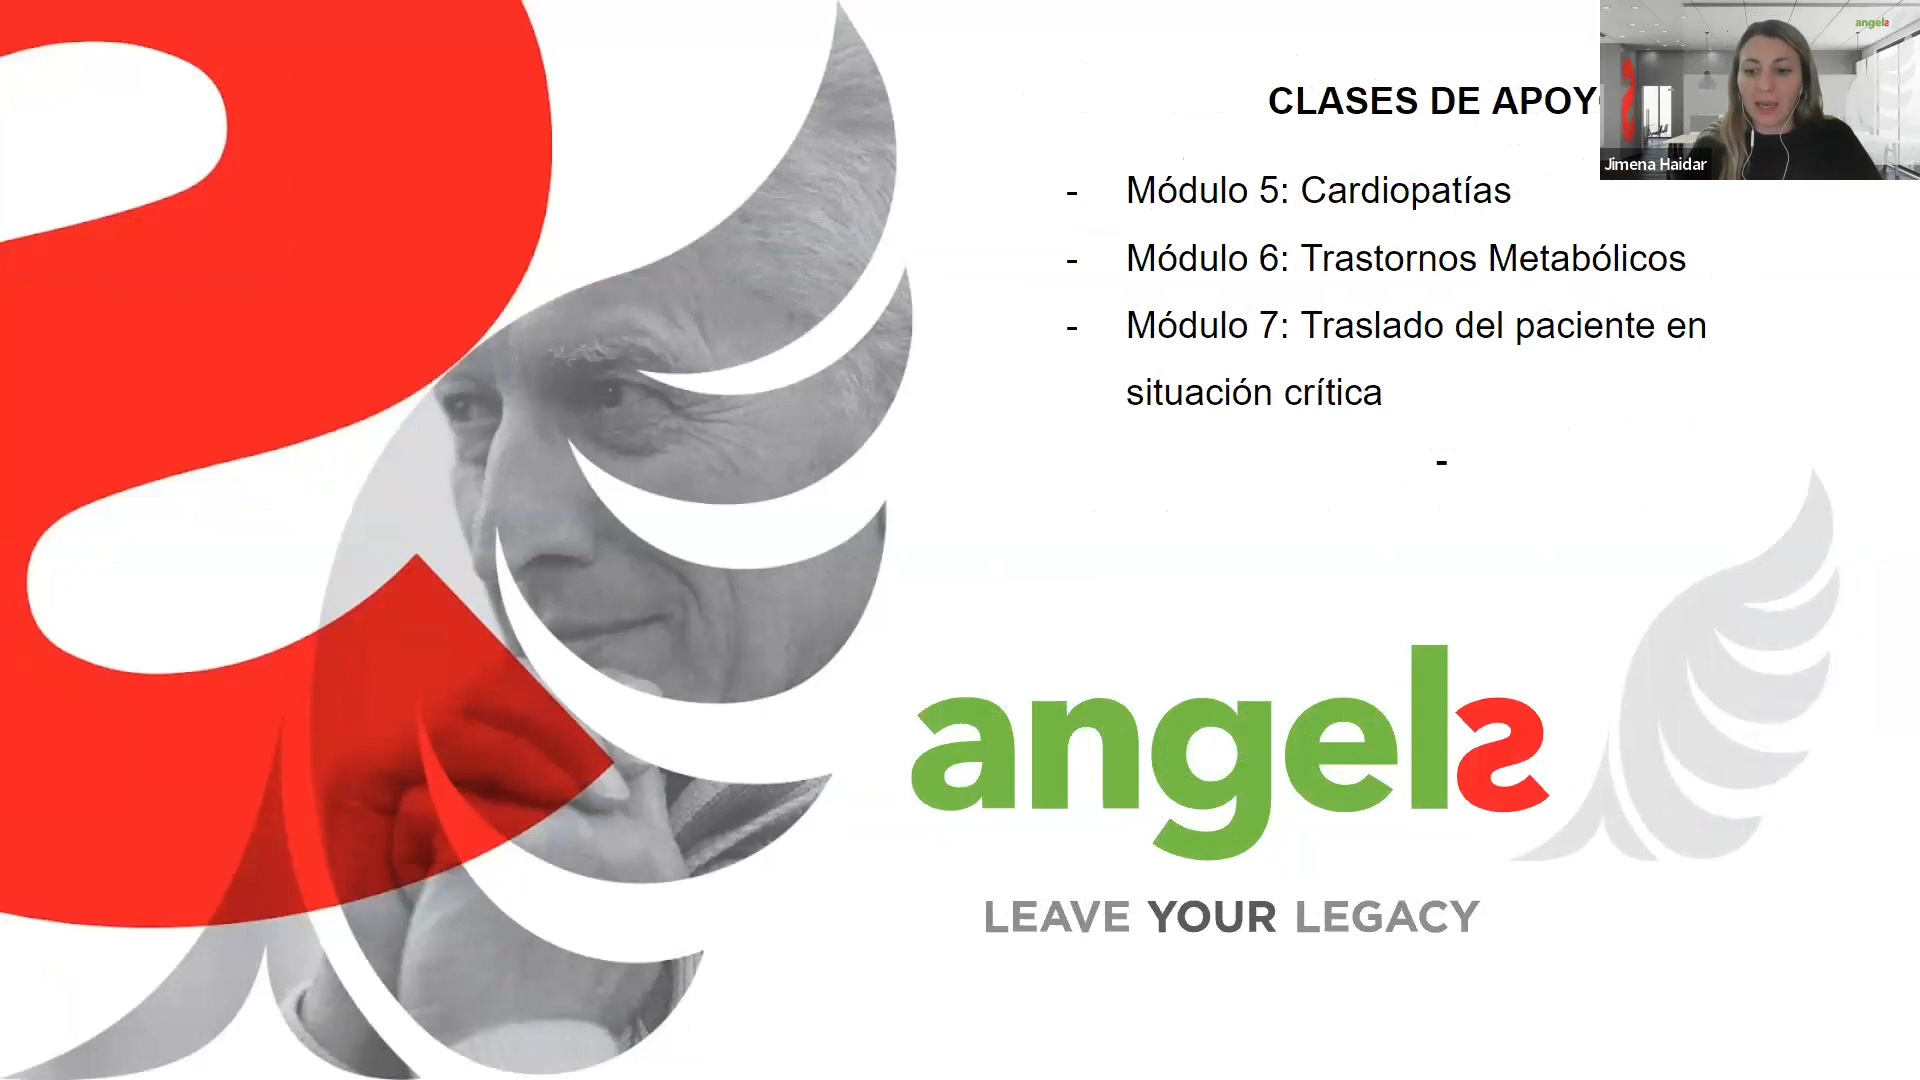 CLASES DE APOY
- Módulo 5: Cardiopatías
- Módulo 6: Trastornos Metabólicos
- Módulo 7: Traslado del paciente en
situación crítica
-
angels
Jimena Haidar
angels
LEAVE YOUR LEGACY